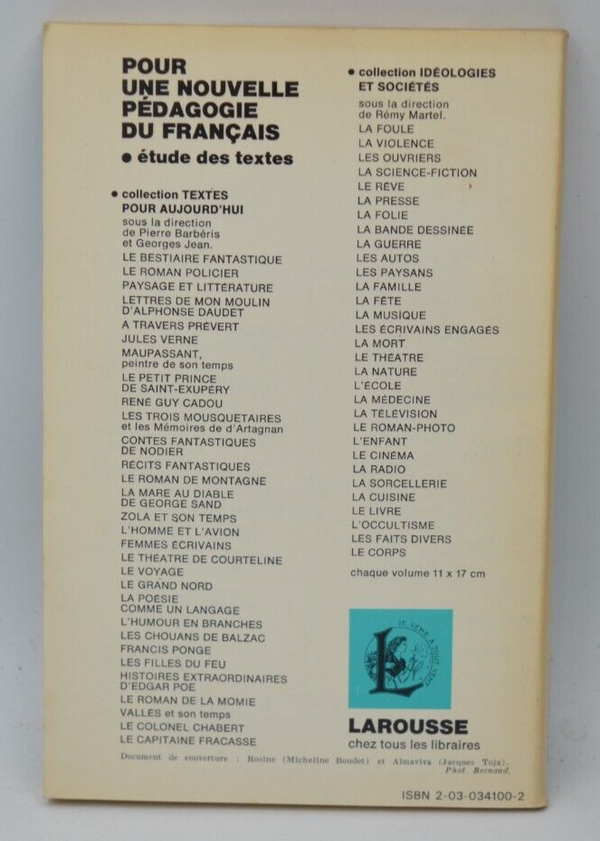 POUR
UNE NOUVELLE
PÉDAGOGIE
DU FRANÇAIS
• étude des textes
• collection TEXTES
POUR AUJOURD'HUI
sous la direction
de Pierre Barbéris
et Georges Jean.
LE BESTIAIRE FANTASTIQUE
LE ROMAN POLICIER
PAYSAGE ET LITTÉRATURE
LETTRES DE MON MOULIN
D'ALPHONSE DAUDET
A TRAVERS PRÉVERT
JULES VERNE
MAUPASSANT,
peintre de son temps
LE PETIT PRINCE
DE SAINT-EXUPÉRY
RENÉ GUY CADOU
LES TROIS MOUSQUETAIRES
et les Mémoires de d'Artagnan
CONTES FANTASTIQUES
DE NODIER
RÉCITS FANTASTIQUES
LE ROMAN DE MONTAGNE
LA MARE AU DIABLE
DE GEORGE SAND
ZOLA ET SON TEMPS
L'HOMME ET L'AVION
FEMMES ÉCRIVAINS
LE THÉATRE DE COURTELINE
LE VOYAGE
LE GRAND NORD
LA POÉSIE
COMME UN LANGAGE
L'HUMOUR EN BRANCHES
LES CHOUANS DE BALZAC
FRANCIS PONGE
LES FILLES DU FEU
HISTOIRES EXTRAORDINAIRES
D'EDGAR POE
LE ROMAN DE LA MOMIE
VALLÈS et son temps
LE COLONEL CHABERT
LE CAPITAINE FRACASSE
• collection IDÉOLOGIES
ET SOCIÉTÉS
sous la direction
de Rémy Martel.
LA FOULE
LA VIOLENCE
LES OUVRIERS
LA SCIENCE-FICTION
LE RÊVE
LA PRESSE
LA FOLIE
LA BANDE DESSINÉE
LA GUERRE
LES AUTOS
LES PAYSANS
LA FAMILLE
LA FÊTE
LA MUSIQUE
LES ÉCRIVAINS ENGAGÉS
LA MORT
LE THÉATRE
LA NATURE
L'ÉCOLE
LA MÉDECINE
LA TÉLÉVISION
LE ROMAN-PHOTO
L'ENFANT
LE CINÉMA
LA RADIO
LA SORCELLERIE
LA CUISINE
LE LIVRE
L'OCCULTISME
LES FAITS DIVERS
LE CORPS
chaque volume 11 x 17 cm
JE SÈME A TOUT VENT
L
LAROUSSE
chez tous les libraires
Document de couverture : Rosine (Micheline Boudet) et Almaviva (Jacques Toja).
Phot. Bernand.
ISBN 2-03-034100-2